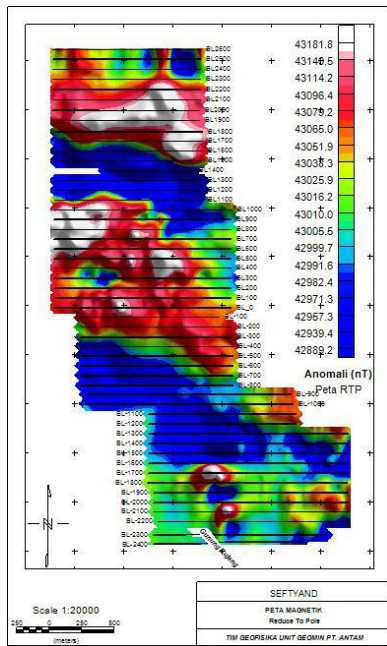 BL2600
BL2500
BL2400
BL2300
BL2200
BL2100
BL2000
BL1900
BL1800
BL1700
BL1600
BL1400
BL1300
BL1200
BL1100
BL1000
BL900
BL800
BL700
BL500
BL400
BL300
BL200
BL100
BL_0
BL-100
BL-200
BL-300
BL-400
BL-500
BL-600
BL-700
BL-900
BL-1000
BL-1100
BL-1200
BL-1300
BL-1400
BL-1500
BL-1600
BL-1700
BL-1800
BL-1900
BL-2000
BL-2100
BL-2200
BL-2300
BL-2400
43181.8
43140.5
43114.2
43096.4
43079.2
43065.0
43051.9
43038.3
43025.9
43016.2
43010.0
43005.5
42999.7
42991.6
42982.4
42971.3
42957.3
42939.4
42889.2
Anomali (nT)
Peta RTP
N
Scale 1:20000
250 0 250 500
(meters)
SEFTYAND
PETA MAGNETIK
Reduce To Pole
TIM GEOFISIKA UNIT GEOMIN PT. ANTAM